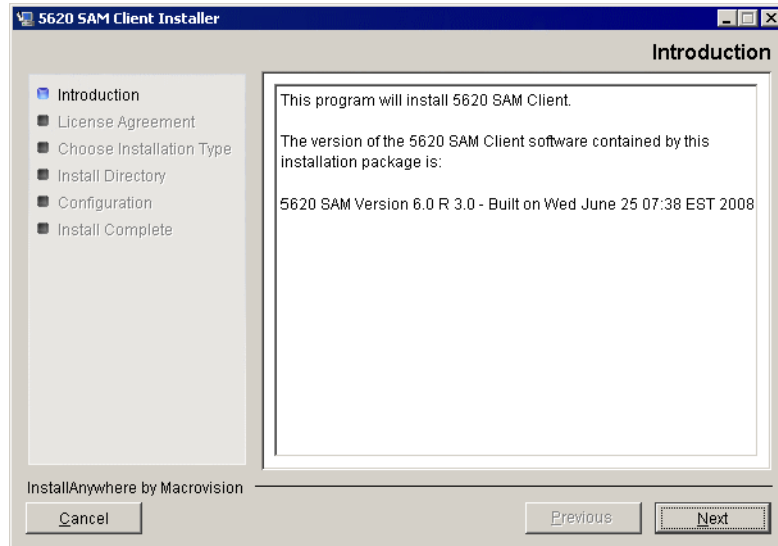 5620 SAM Client Installer
Introduction
Introduction
License Agreement
Choose Installation Type
Install Directory
Configuration
Install Complete
This program will install 5620 SAM Client.
The version of the 5620 SAM Client software contained by this
installation package is:
5620 SAM Version 6.0 R 3.0 - Built on Wed June 25 07:38 EST 2008
InstallAnywhere by Macrovision
Cancel
Previous
Next